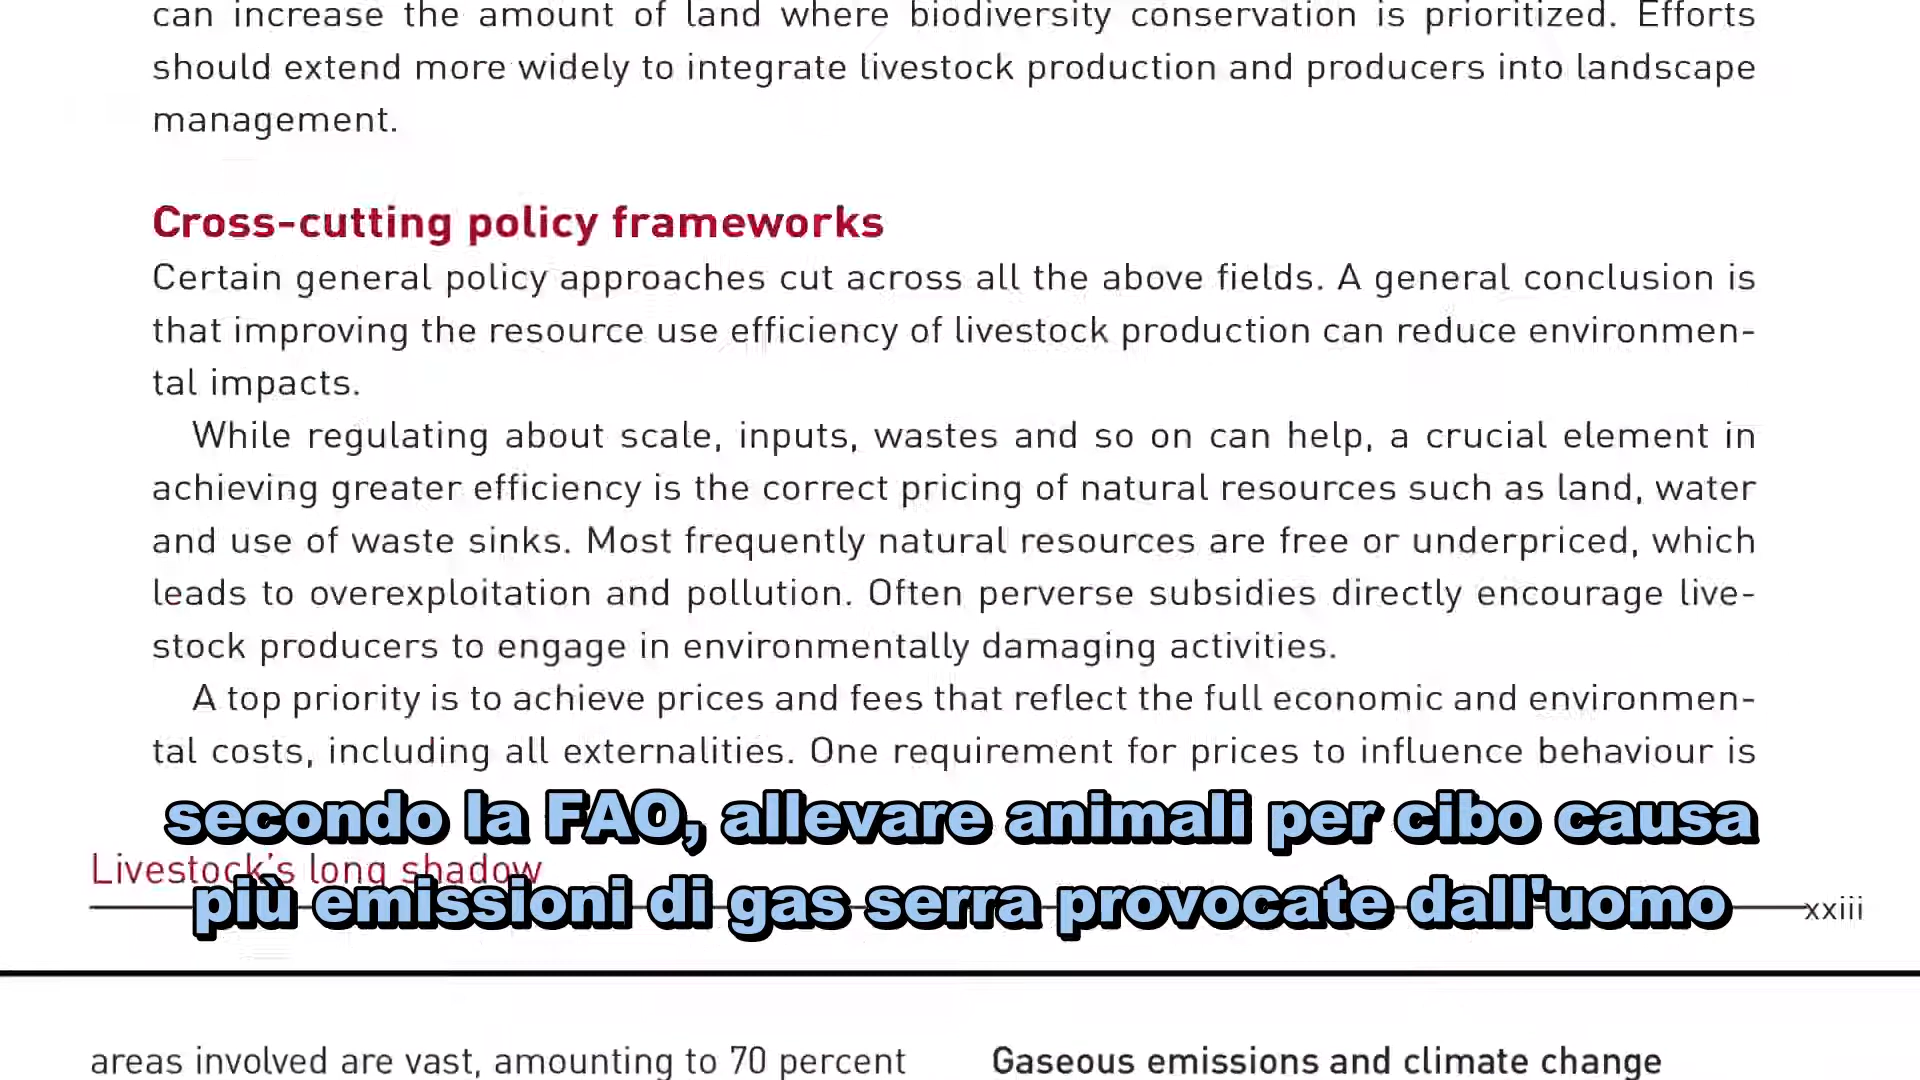 can increase the amount of land where biodiversity conservation is prioritized. Efforts
should extend more widely to integrate livestock production and producers into landscape
management.
Cross-cutting policy frameworks
Certain general policy approaches cut across all the above fields. A general conclusion is
that improving the resource use efficiency of livestock production can reduce environmen-
tal impacts.
While regulating about scale, inputs, wastes and so on can help, a crucial element in
achieving greater efficiency is the correct pricing of natural resources such as land, water
and use of waste sinks. Most frequently natural resources are free or underpriced, which
leads to overexploitation and pollution. Often perverse subsidies directly encourage live-
stock producers to engage in environmentally damaging activities.
A top priority is to achieve prices and fees that reflect the full economic and environmen-
tal costs, including all externalities. One requirement for prices to influence behaviour is
secondo la FAO, allevare animali per cibo causa
Livestock's long shadow
più emissioni di gas serra provocate dall'uomo
xxiii
areas involved are vast, amounting to 70 percent
Gaseous emissions and climate change